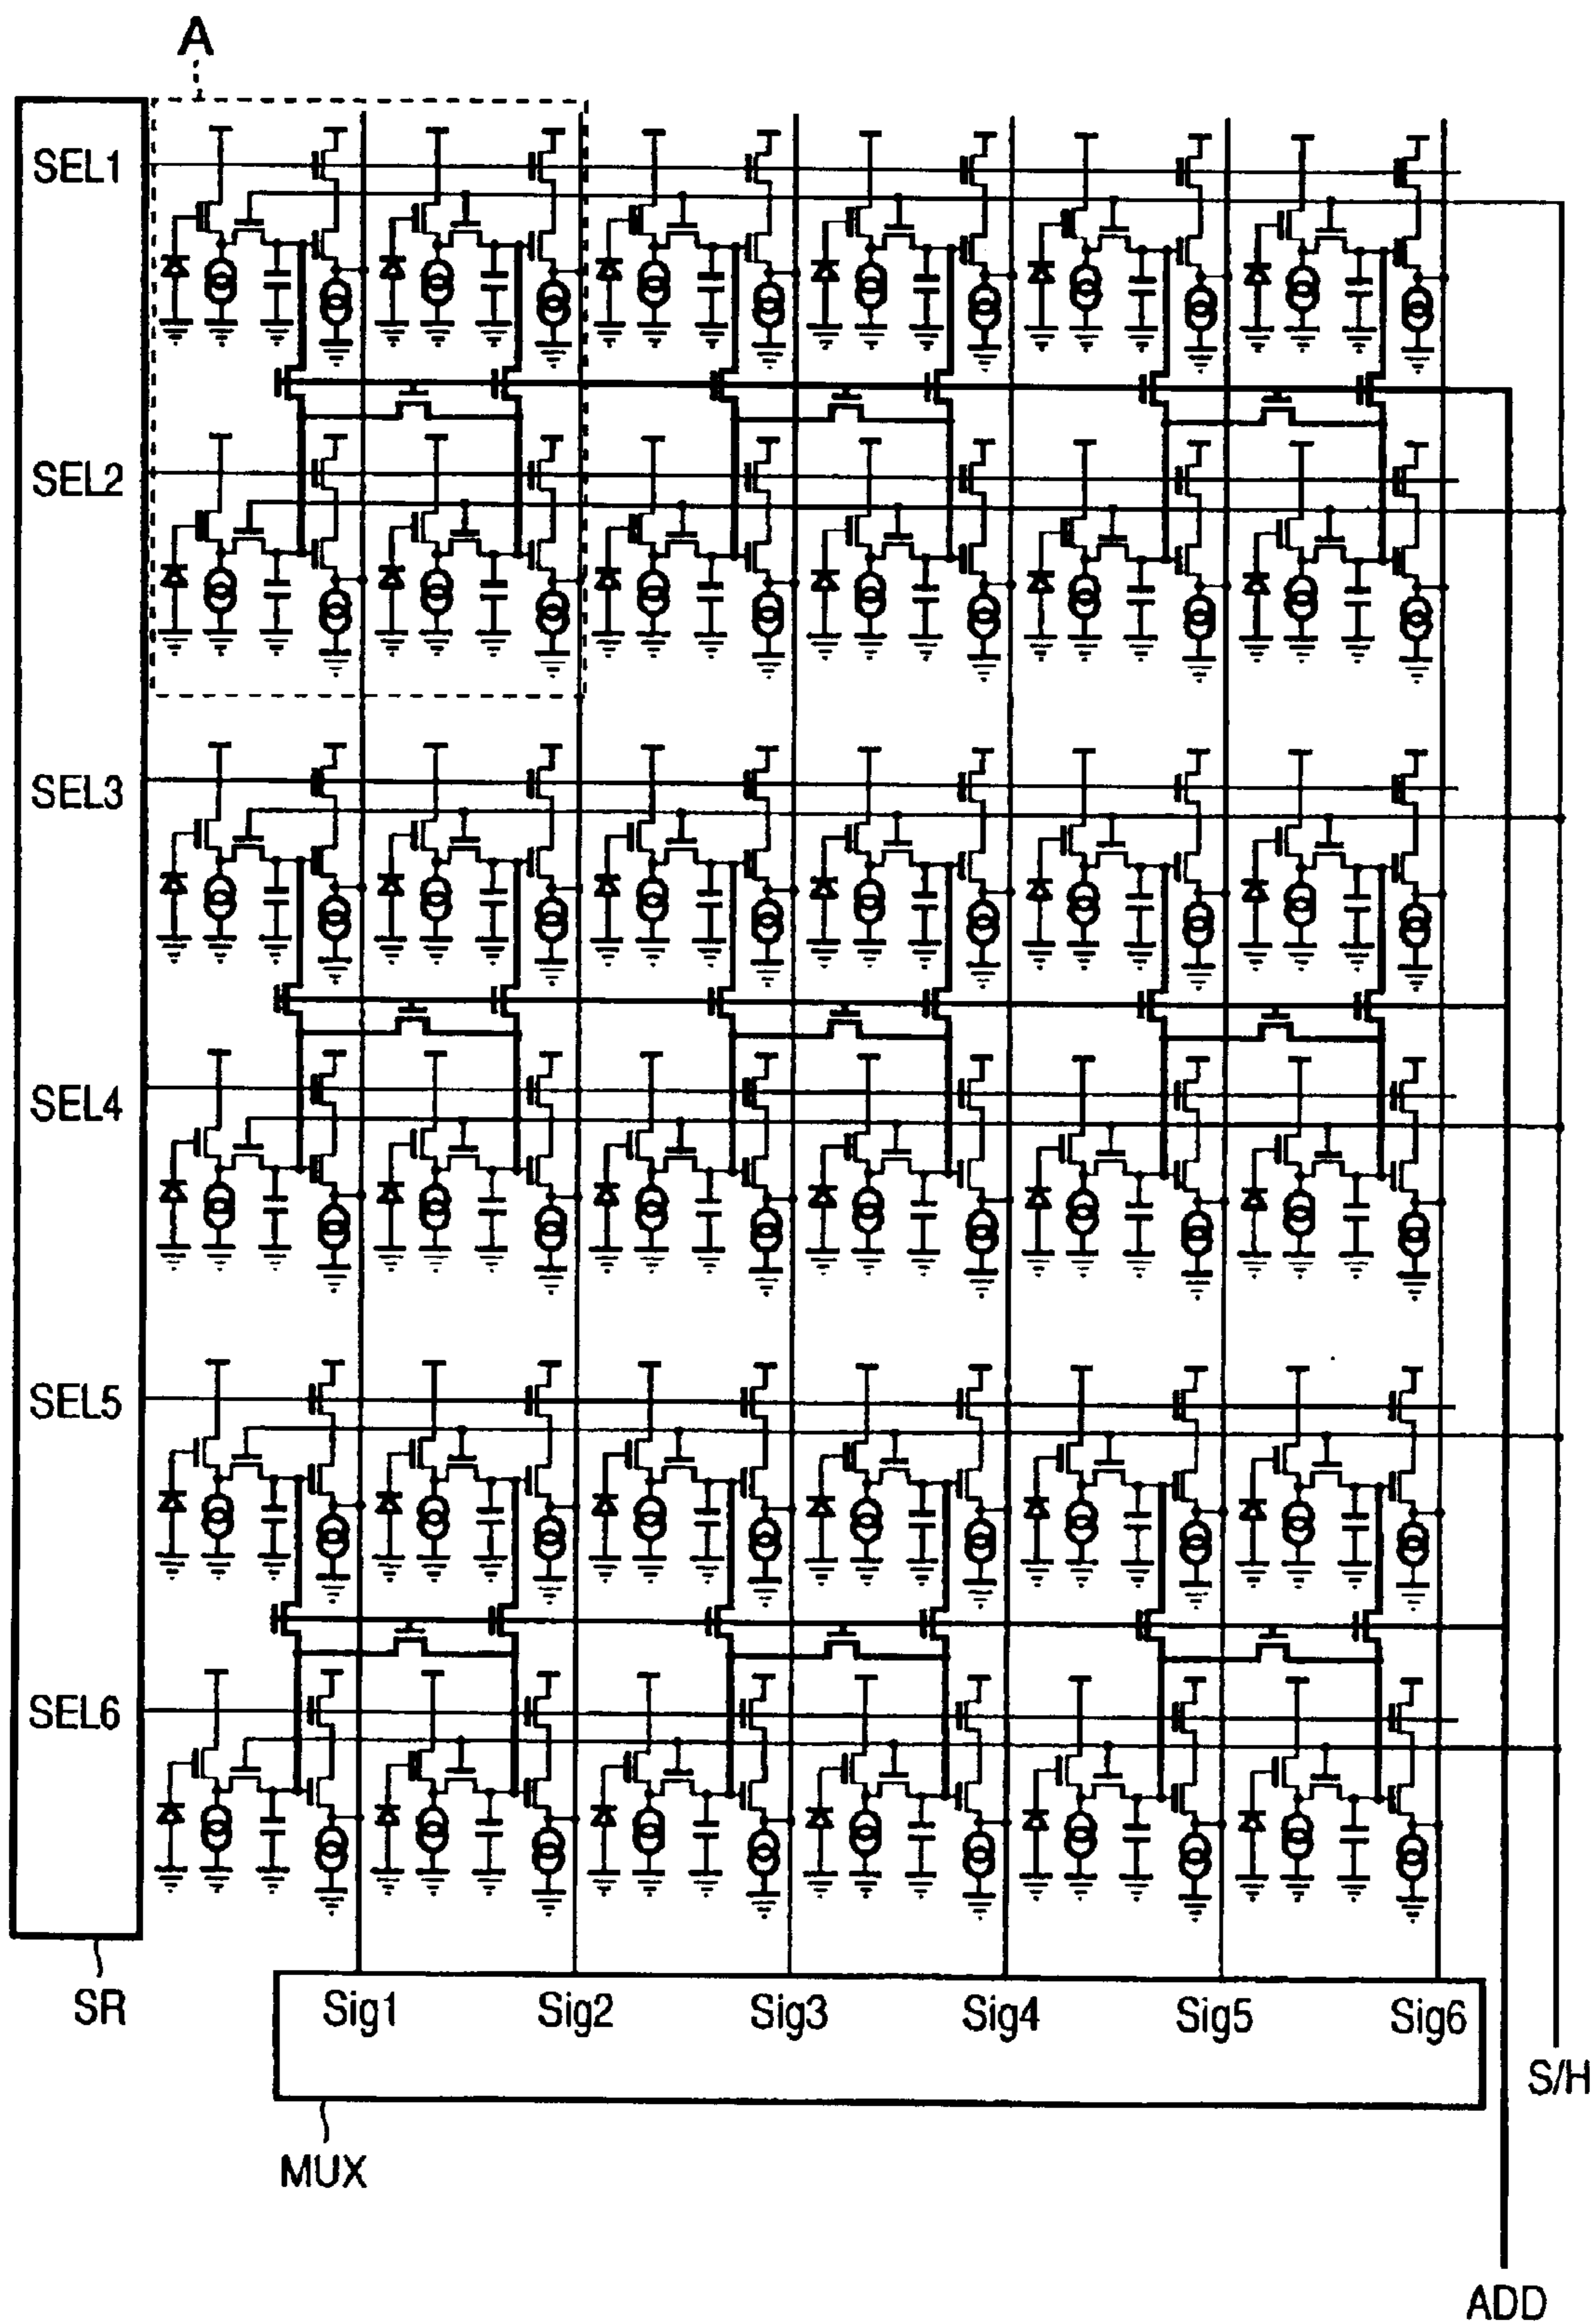 A
SEL1
SEL2
SEL3
SEL4
SEL5
SEL6
SR
Sig1 Sig2 Sig3 Sig4 Sig5 Sig6
S/H
MUX
ADD